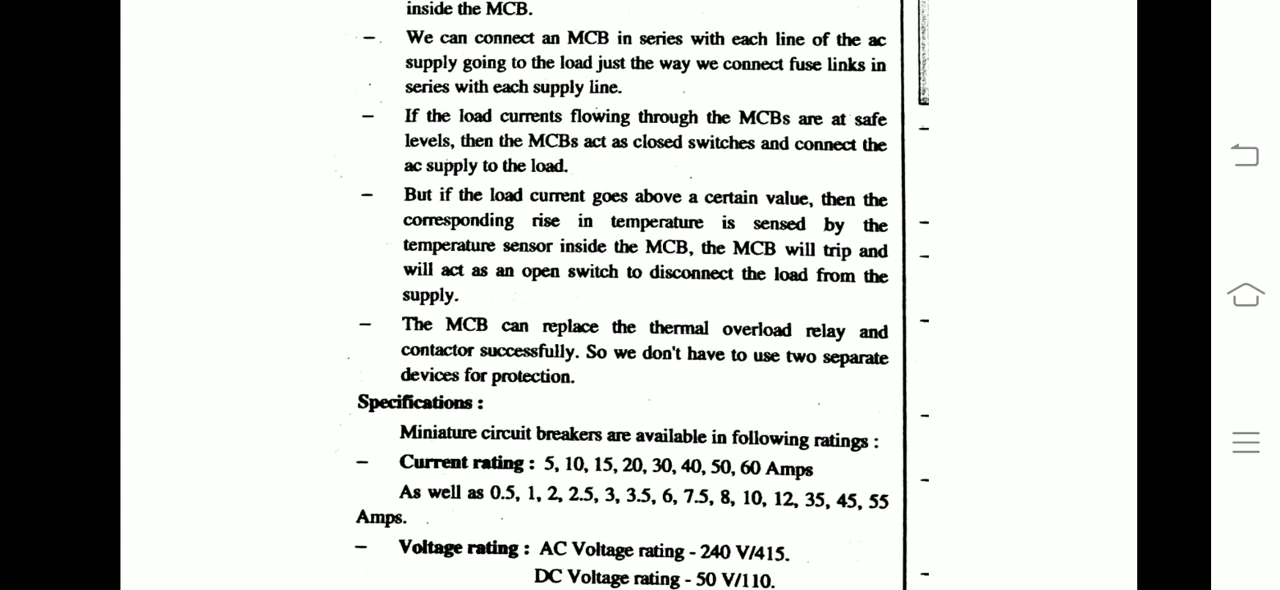 inside the MCB.
– We can connect an MCB in series with each line of the ac
supply going to the load just the way we connect fuse links in
series with each supply line.
– If the load currents flowing through the MCBs are at safe
levels, then the MCBs act as closed switches and connect the
ac supply to the load.
– But if the load current goes above a certain value, then the
corresponding rise in temperature is sensed by the
temperature sensor inside the MCB, the MCB will trip and
will act as an open switch to disconnect the load from the
supply.
– The MCB can replace the thermal overload relay and
contactor successfully. So we don't have to use two separate
devices for protection.
Specifications :
Miniature circuit breakers are available in following ratings :
– Current rating : 5, 10, 15, 20, 30, 40, 50, 60 Amps
As well as 0.5, 1, 2, 2.5, 3, 3.5, 6, 7.5, 8, 10, 12, 35, 45, 55
Amps.
– Voltage rating : AC Voltage rating - 240 V/415.
DC Voltage rating - 50 V/110.